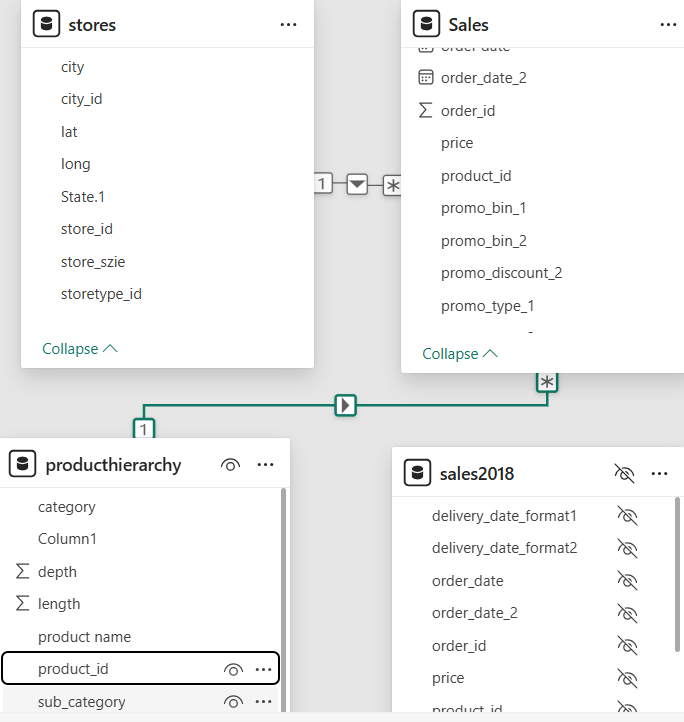 stores
city
city_id
lat
long
State.1
store_id
store_szie
storetype_id
Collapse
1
*
Sales
order_date
order_date_2
order_id
price
product_id
promo_bin_1
promo_bin_2
promo_discount_2
promo_type_1
Collapse
*
1
producthierarchy
category
Column1
depth
length
product name
product_id
sub_category
sales2018
delivery_date_format1
delivery_date_format2
order_date
order_date_2
order_id
price
product_id